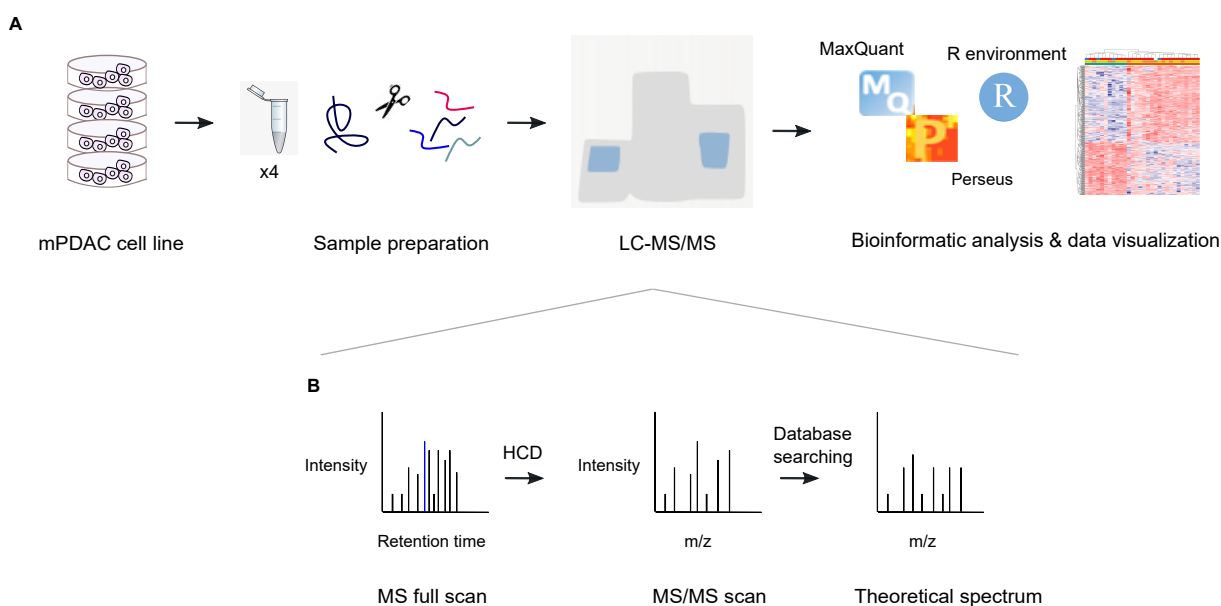 A
MaxQuant
R environment
M
Q
R
P
Perseus
x4
mPDAC cell line
Sample preparation
LC-MS/MS
Bioinformatic analysis & data visualization
B
Intensity
HCD
Intensity
Database
searching
Retention time
m/z
m/z
MS full scan
MS/MS scan
Theoretical spectrum